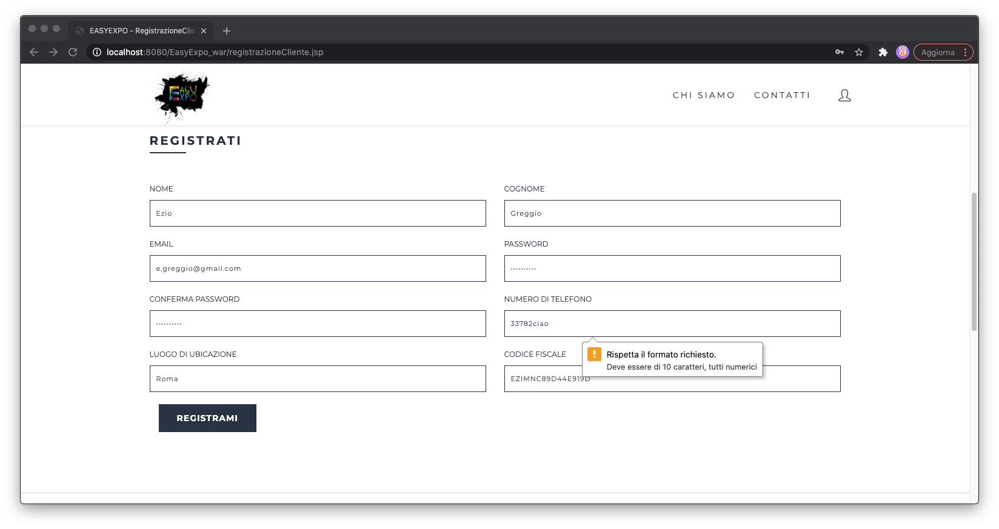 EASYEXPO - RegistrazioneClie
localhost:8080/EasyExpo_war/registrazioneCliente.jsp
Aggiorna
EASY
EXPO
CHI SIAMO
CONTATTI
REGISTRATI
NOME
COGNOME
Ezio
Greggio
EMAIL
PASSWORD
e.greggio@gmail.com
··········
CONFERMA PASSWORD
NUMERO DI TELEFONO
··········
33782ciao
LUOGO DI UBICAZIONE
CODICE FISCALE
Rispetta il formato richiesto.
Deve essere di 10 caratteri, tutti numerici
Roma
EZIMNC89D44E919D
REGISTRAMI